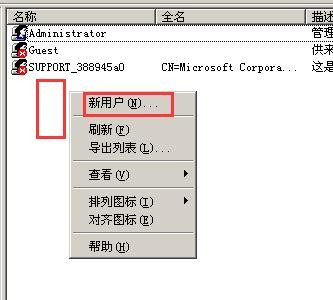 名称 全名 描述
Administrator 管理
Guest 供来
SUPPORT_388945a0 CN=Microsoft Corpora... 这是
新用户(N)...
刷新(F)
导出列表(L)...
查看(V)
排列图标(I)
对齐图标(E)
帮助(H)